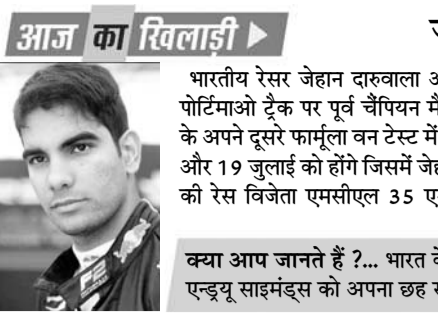 आज का खिलाड़ी
भारतीय रेसर जेहान दारुवाला
पोर्टिमाओ ट्रैक पर पूर्व चैंपियन
के अपने दूसरे फार्मूला वन टेस्ट में
और 19 जुलाई को होंगे जिसमें
की रेस विजेता एमसीएल 35
क्या आप जानते हैं ?... भारत
एन्ड्रयू साइमंड्स को अपना छह
F2